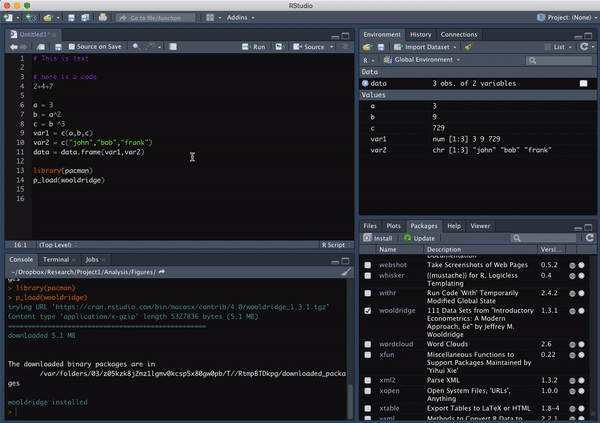 RStudio
Go to file/function
Addins
Project: (None)
Untitled1*
Source on Save
Run
Source
1 # This is text
2
3 # here is a code
4 2+4+7
5
6 a = 3
7 b = a^2
8 c = b ^3
9 var1 = c(a,b,c)
10 var2 = c("john","bob","frank")
11 data = data.frame(var1,var2)
12
13 library(pacman)
14 p_load(wooldridge)
15
16
16:1 (Top Level) R Script
Console Terminal Jobs
~/Dropbox/Research/Project1/Analysis/Figures/
ges
> library(pacman)
> p_load(wooldridge)
trying URL 'https://cran.rstudio.com/bin/macosx/contrib/4.0/wooldridge_1.3.1.tgz'
Content type 'application/x-gzip' length 5327836 bytes (5.1 MB)
==================================================
downloaded 5.1 MB
The downloaded binary packages are in
/var/folders/03/z05kzk8j2mz1lgmv0kcsp5x80gw0pb/T//RtmpBTDkpg/downloaded_packa
ges
wooldridge installed
>
Environment History Connections
Import Dataset
List
R
Global Environment
Data
data 3 obs. of 2 variables
Values
a 3
b 9
c 729
var1 num [1:3] 3 9 729
var2 chr [1:3] "john" "bob" "frank"
Files Plots Packages Help Viewer
Install Update
Name Description Versi...
Documentation
webshot Take Screenshots of Web Pages 0.5.2
whisker {{mustache}} for R, Logicless Templating 0.4
withr Run Code 'With' Temporarily Modified Global State 2.4.2
wooldridge 111 Data Sets from "Introductory Econometrics: A Modern Approach, 6e" by Jeffrey M. Wooldridge 1.3.1
wordcloud Word Clouds 2.6
xfun Miscellaneous Functions to Support Packages Maintained by 'Yihui Xie' 0.22
xml2 Parse XML 1.3.2
xopen Open System Files, 'URLs', Anything 1.0.0
xtable Export Tables to LaTeX or HTML 1.8-4
yaml Methods to Convert R Data to 2.2.1